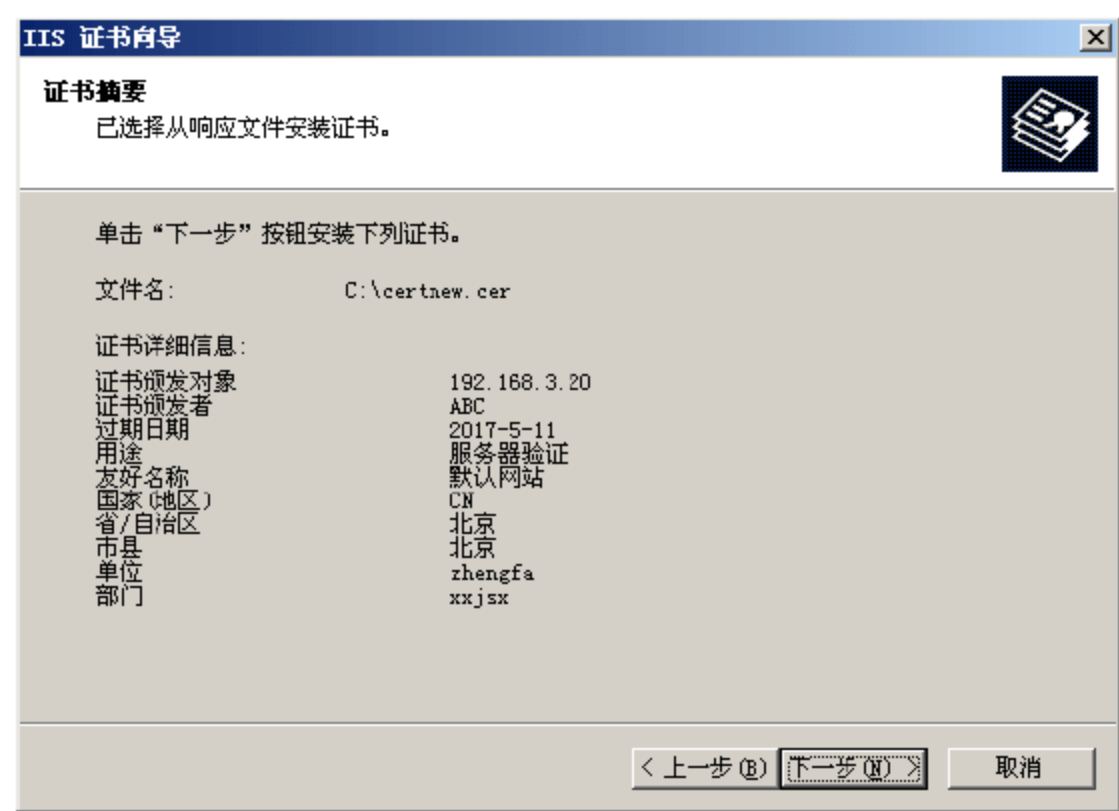 IIS 证书向导
证书摘要
已选择从响应文件安装证书。
单击“下一步”按钮安装下列证书。
文件名: C:\certnew.cer
证书详细信息:
证书颁发对象 192.168.3.20
证书颁发者 ABC
过期日期 2017-5-11
用途 服务器验证
友好名称 默认网站
国家(地区) CN
省/自治区 北京
市县 北京
单位 zhengfa
部门 xxjsx
< 上一步(B) 下一步(N) > 取消